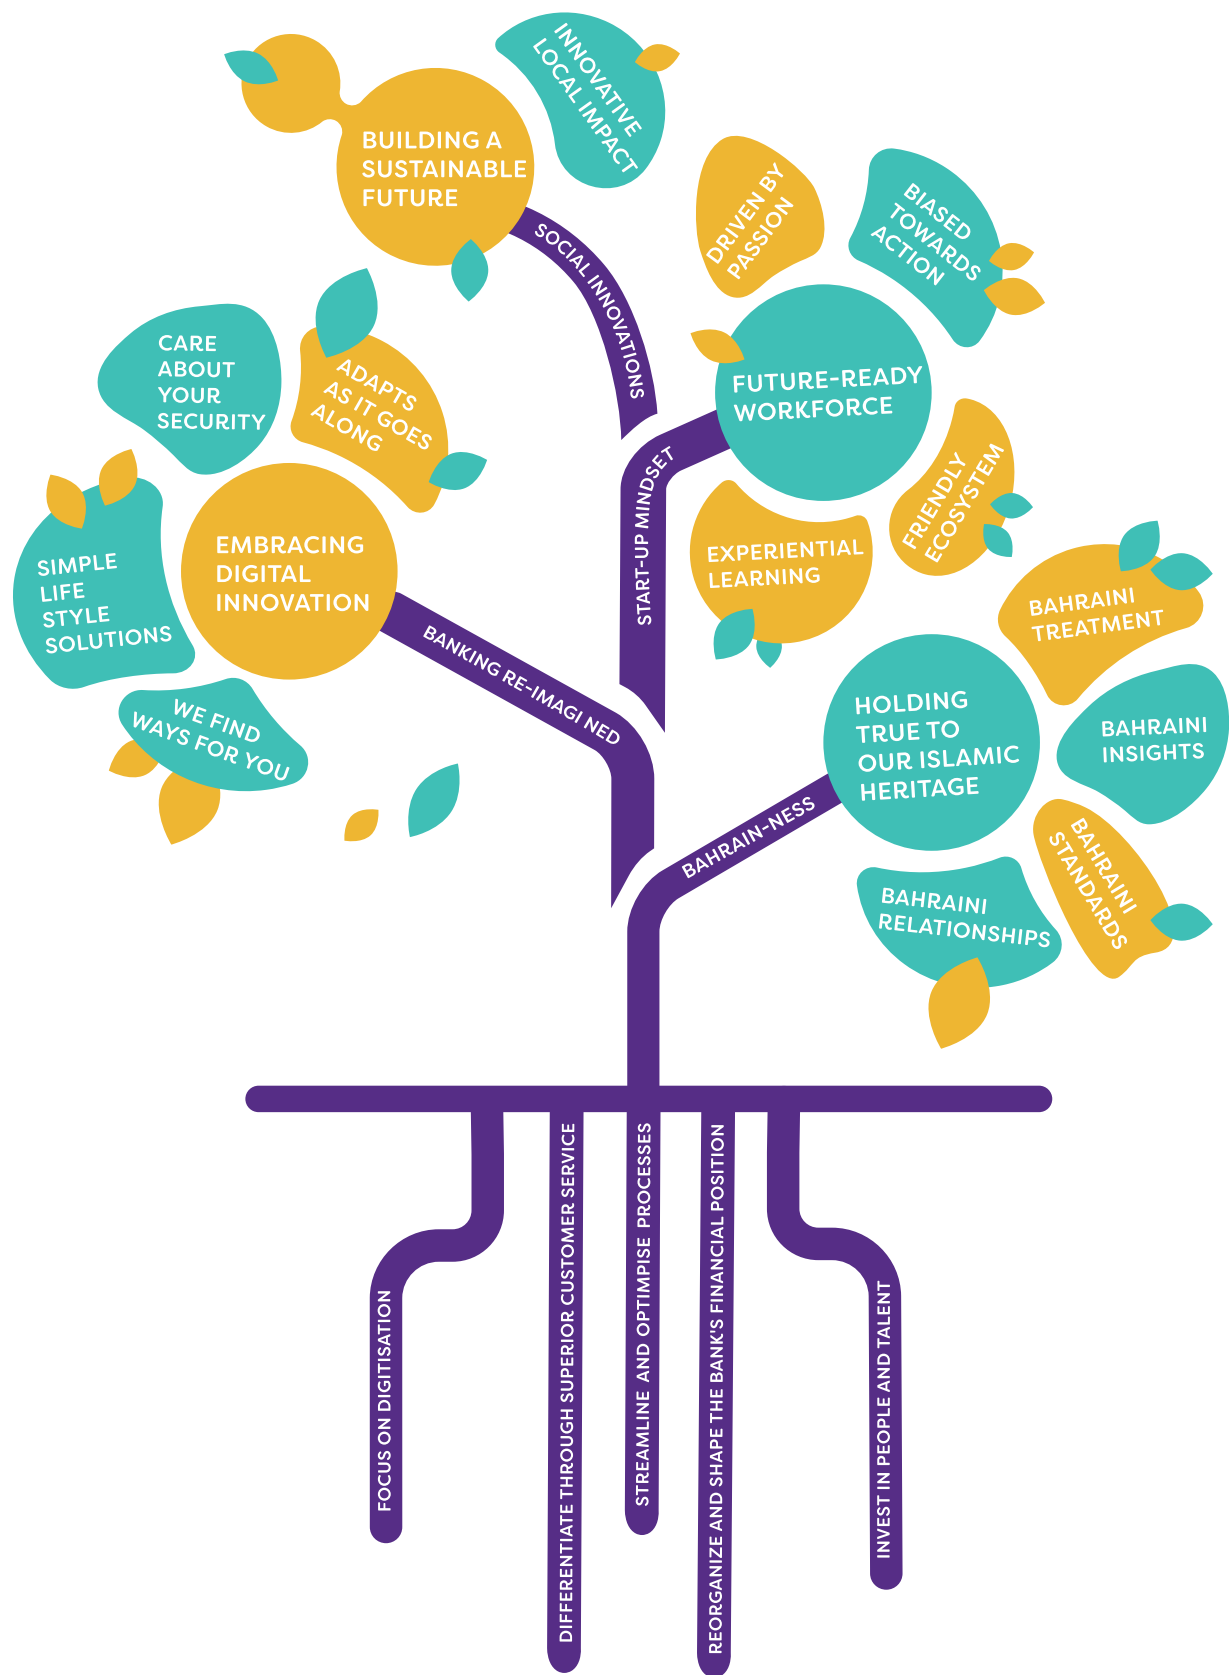 INNOVATIVE
LOCAL IMPACT
BUILDING A
SUSTAINABLE
FUTURE
SOCIAL INNOVATIONS
DRIVEN BY
PASSION
BIASED
TOWARDS
ACTION
FUTURE-READY
WORKFORCE
FRIENDLY
ECOSYSTEM
EXPERIENTIAL
LEARNING
START-UP MINDSET
CARE
ABOUT
YOUR
SECURITY
ADAPTS
AS IT GOES
ALONG
SIMPLE
LIFE
STYLE
SOLUTIONS
EMBRACING
DIGITAL
INNOVATION
WE FIND
WAYS FOR YOU
BANKING RE-IMAGI NED
BAHRAINI
TREATMENT
HOLDING
TRUE TO
OUR ISLAMIC
HERITAGE
BAHRAINI
INSIGHTS
BAHRAINI
STANDARDS
BAHRAINI
RELATIONSHIPS
BAHRAIN-NESS
FOCUS ON DIGITISATION
DIFFERENTIATE THROUGH SUPERIOR CUSTOMER SERVICE
STREAMLINE AND OPTIMPISE PROCESSES
REORGANIZE AND SHAPE THE BANK'S FINANCIAL POSITION
INVEST IN PEOPLE AND TALENT